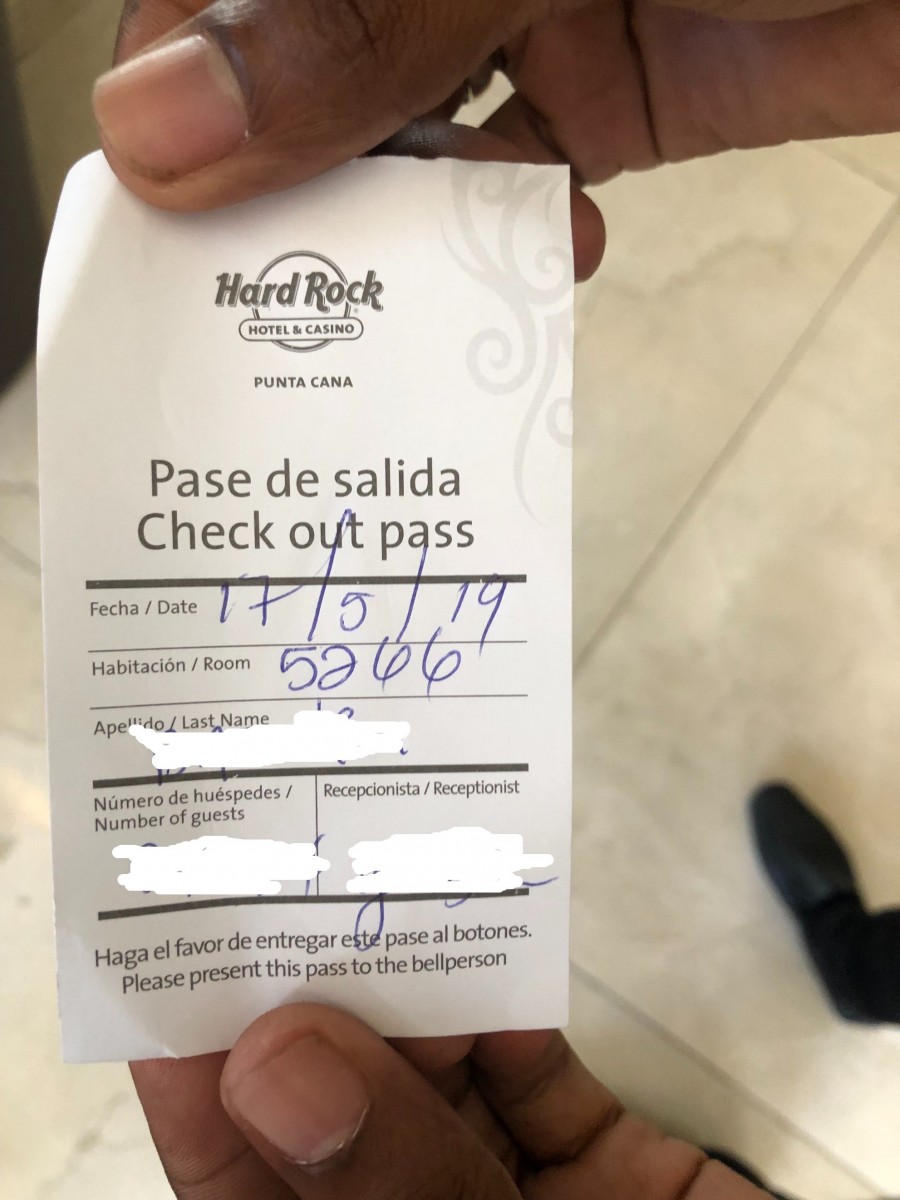 Hard Rock
HOTEL & CASINO
PUNTA CANA
Pase de salida
Check out pass
Fecha / Date 17/5/19
Habitación / Room 5266
Apellido / Last Name
Número de huéspedes /
Number of guests
Recepcionista / Receptionist
Haga el favor de entregar este pase al botones.
Please present this pass to the bellperson